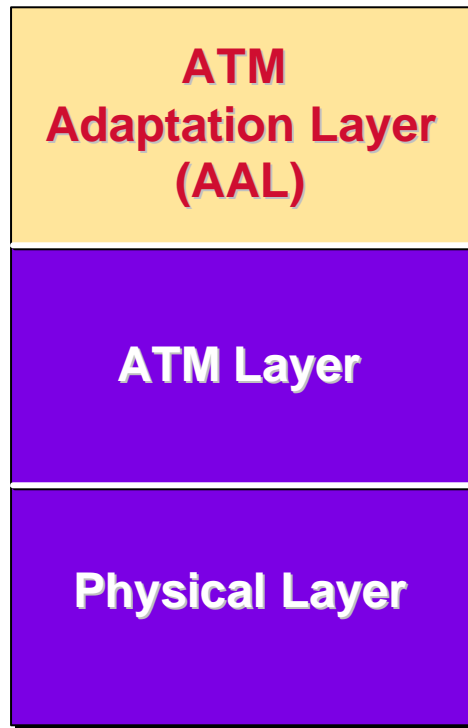 ATM
Adaptation Layer
(AAL)
ATM Layer
Physical Layer